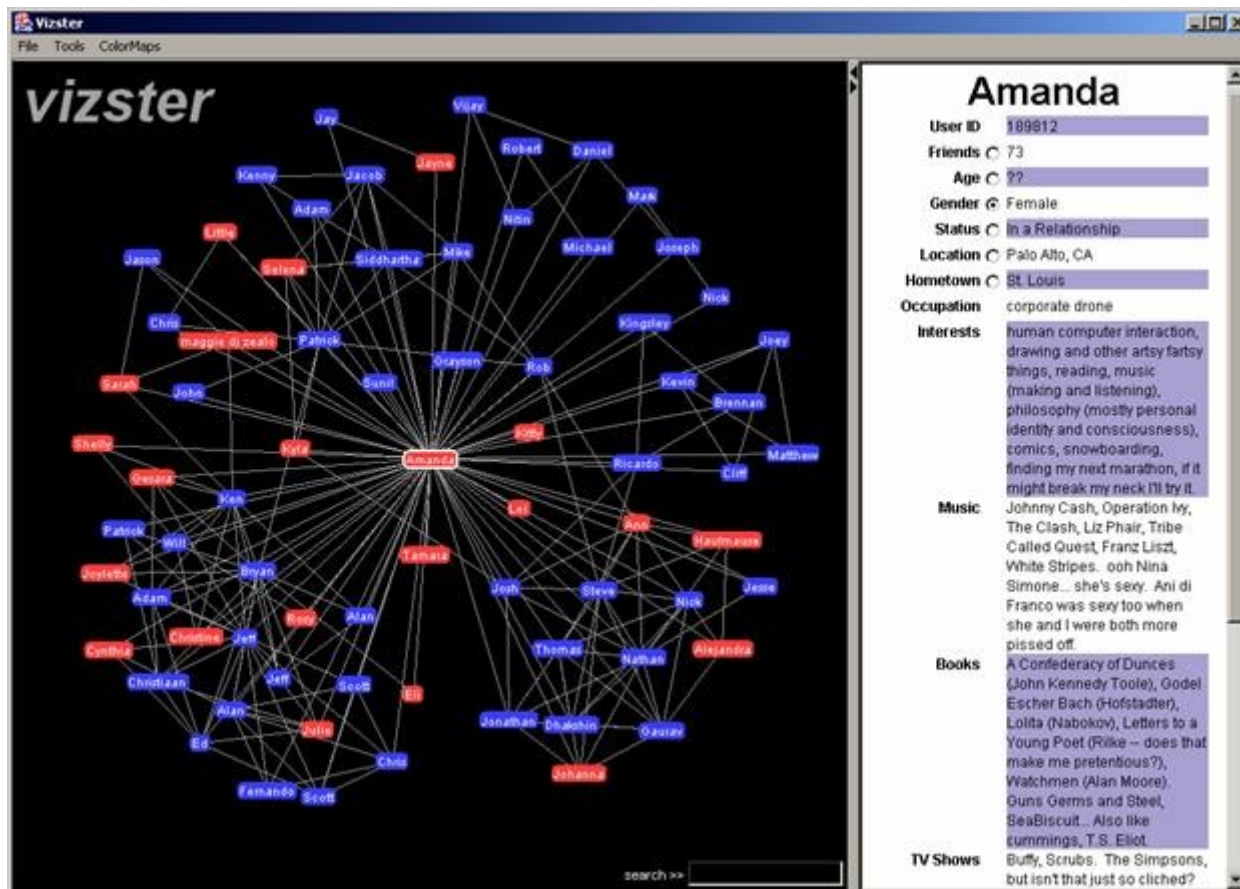 Vizster
File Tools ColorMaps
vizster
Jay
Vijay
Robert
Daniel
Jayne
Kenny
Jacob
Mark
Adam
Nitin
Little
Michael
Joseph
Mike
Siddhartha
Selena
Jason
Nick
Chris
Kingsley
maggie dj zealo
Patrick
Joey
Grayson
Rob
Sarah
Sunil
Kevin
John
Brennan
Kitty
Shelly
Kyla
Amanda
Matthew
Ricardo
Cliff
Ken
Ann
Patrick
Will
Tamara
Bryan
Joylette
Josh
Steve
Jesse
Adam
Nick
Alan
Christine
Jeff
Cynthia
Thomas
Nathan
Alejandra
Christiaan
Jeff
Scott
Alan
Julie
Jonathan
Gaurav
Ed
Chris
Johanna
Fernando
Scott
search >>
Amanda
User ID 189812
Friends 73
Age ??
Gender Female
Status In a Relationship
Location Palo Alto, CA
Hometown St. Louis
Occupation corporate drone
Interests human computer interaction,
drawing and other artsy fartsy
things, reading, music
(making and listening),
philosophy (mostly personal
identity and consciousness),
comics, snowboarding,
finding my next marathon, if it
might break my neck I'll try it.
Music Johnny Cash, Operation Ivy,
The Clash, Liz Phair, Tribe
Called Quest, Franz Liszt,
White Stripes. ooh Nina
Simone... she's sexy. Ani di
Franco was sexy too when
she and I were both more
pissed off.
Books A Confederacy of Dunces
(John Kennedy Toole), Godel
Escher Bach (Hofstadter),
Lolita (Nabokov), Letters to a
Young Poet (Rilke -- does that
make me pretentious?),
Watchmen (Alan Moore).
Guns Germs and Steel,
SeaBiscuit... Also like
cummings, T.S. Eliot.
TV Shows Buffy, Scrubs. The Simpsons,
but isn't that just so cliched?